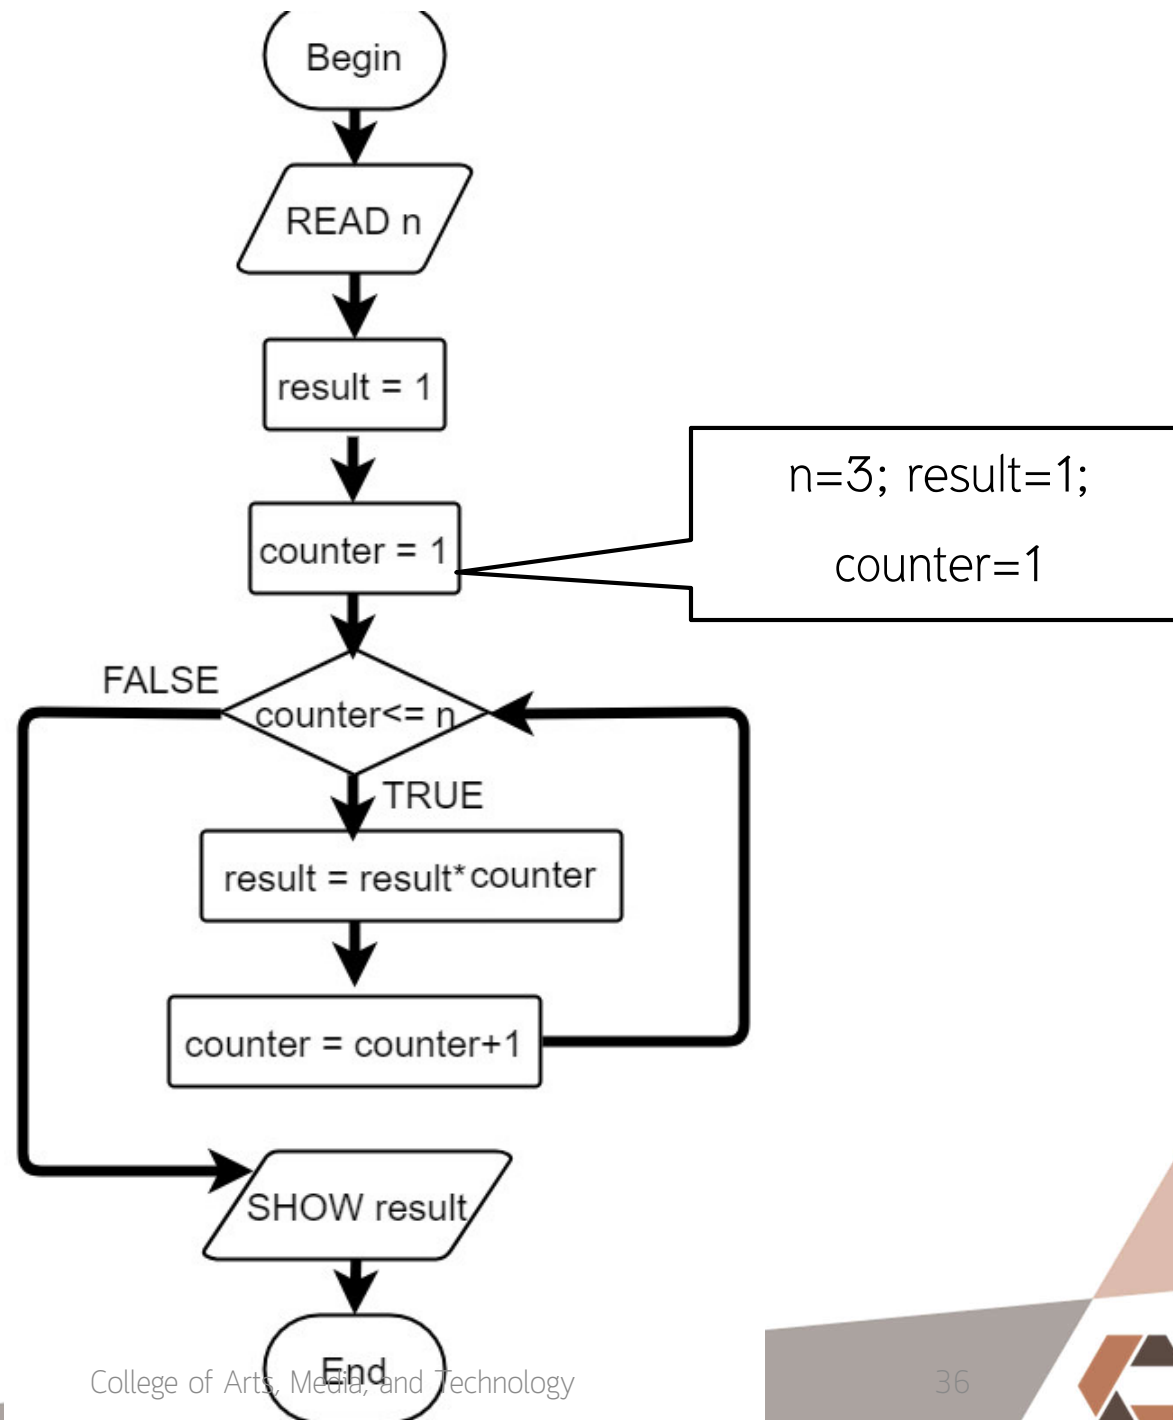 Begin
READ n
result = 1
counter = 1
n=3; result=1;
counter=1
FALSE
counter<= n
TRUE
result = result*counter
counter = counter+1
SHOW result
End
College of Arts, Media, and Technology
36